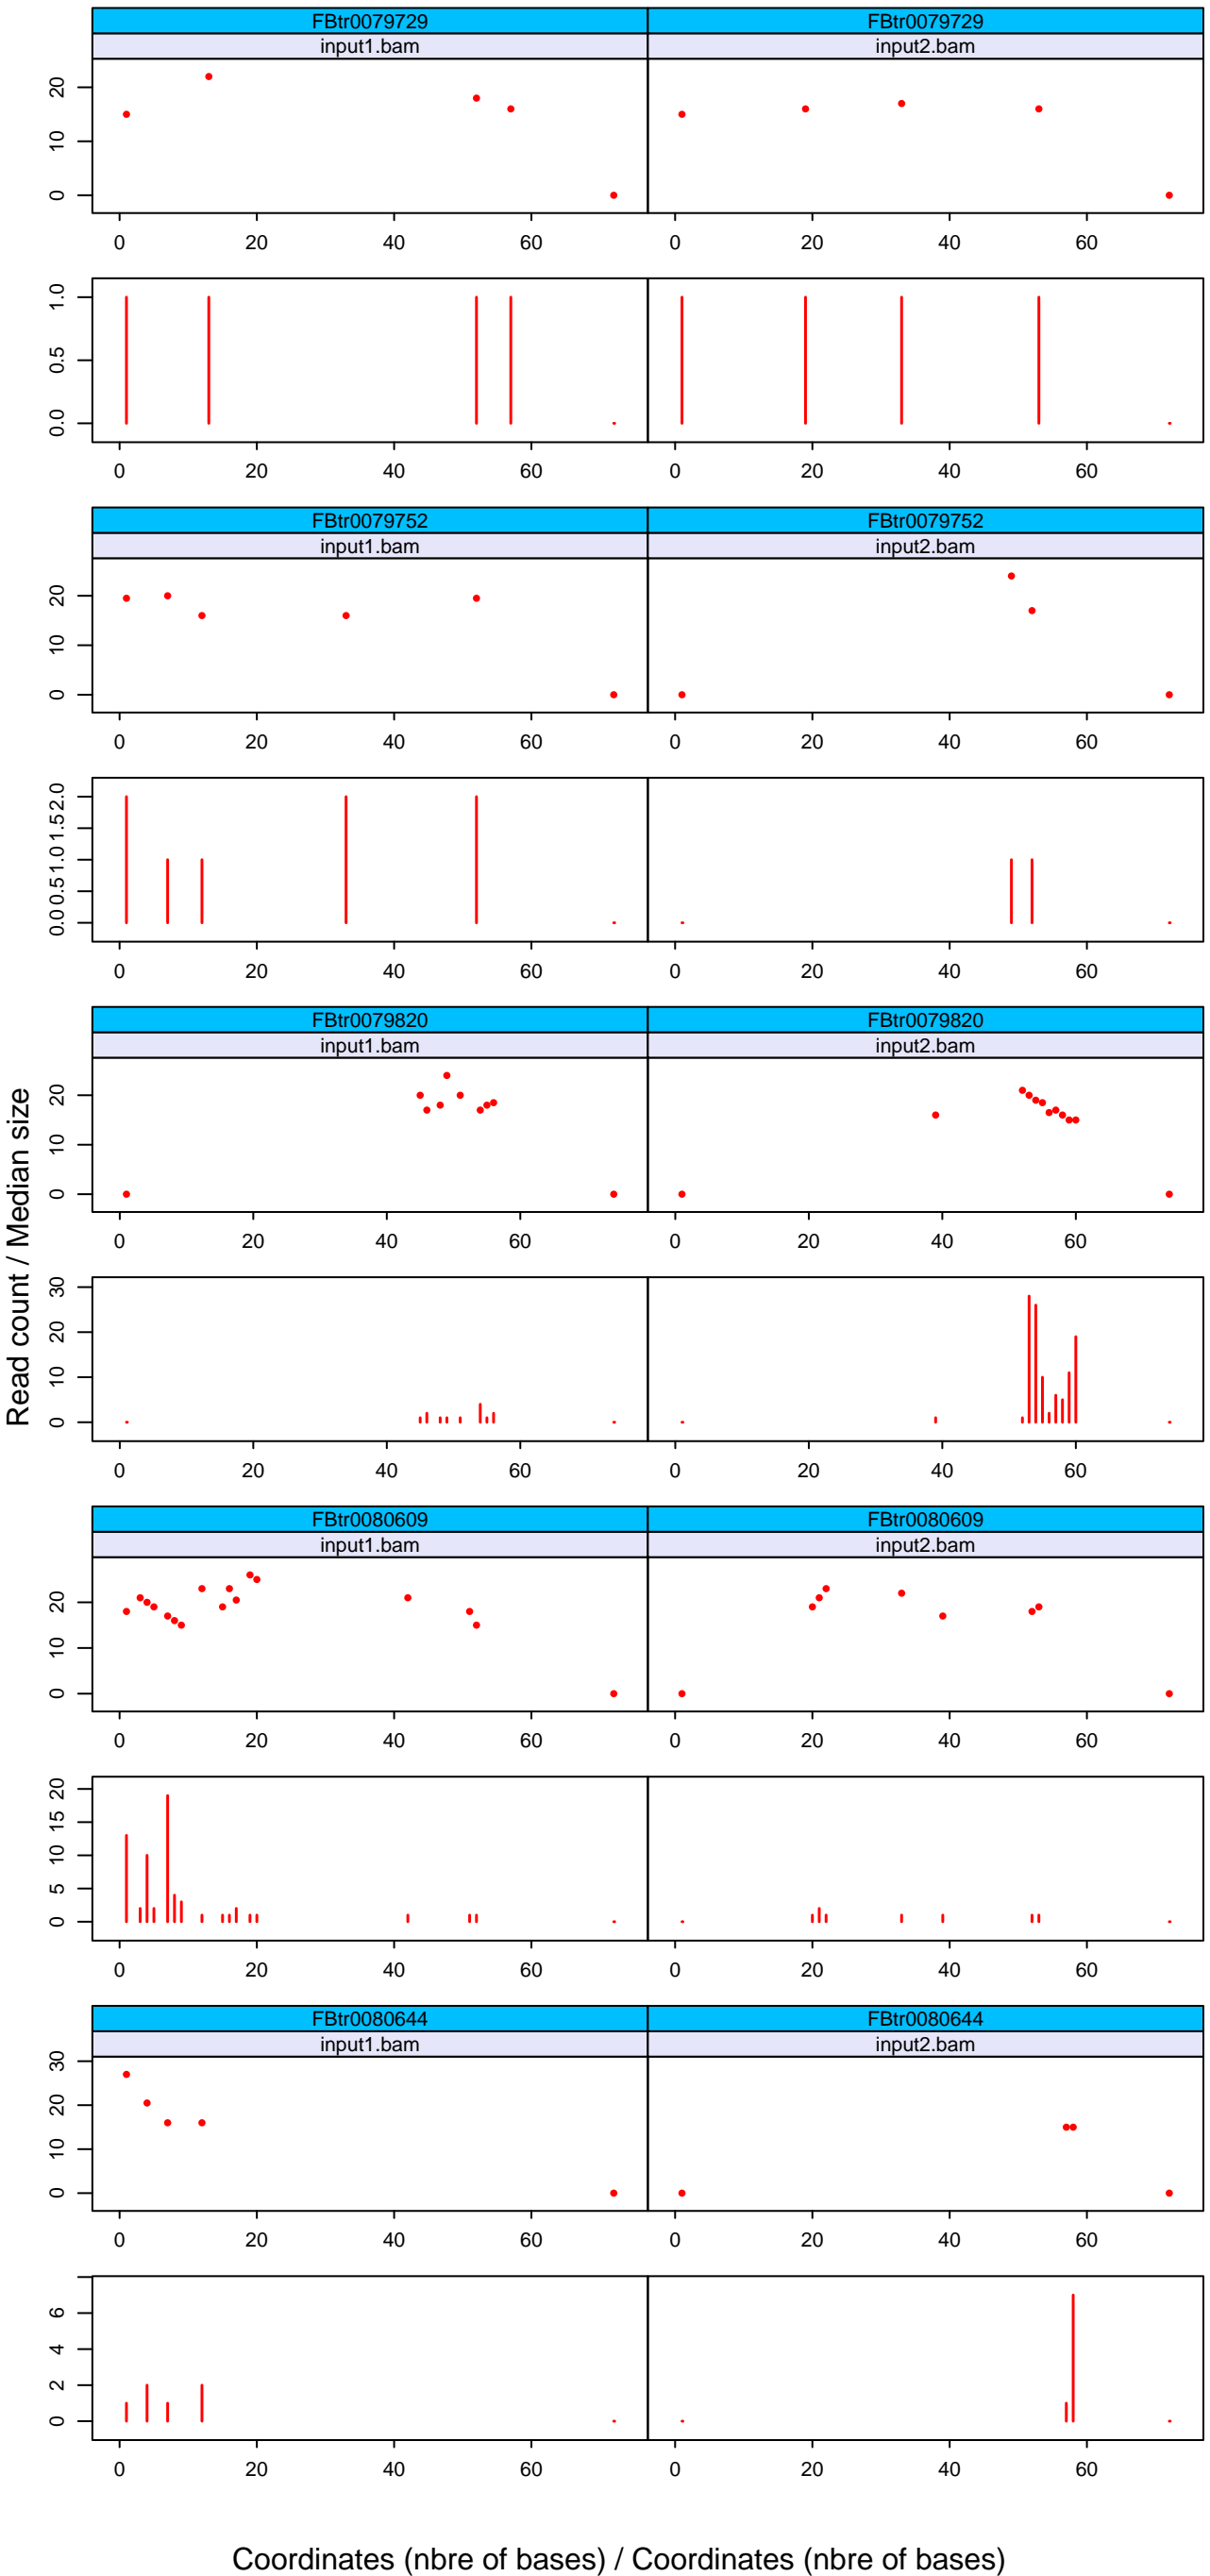 FBtr0079729 FBtr0079729
input1.bam input2.bam
20
10
0
0 20 40 60 0 20 40 60
1.0
0.5
0.0
0 20 40 60 0 20 40 60
FBtr0079752 FBtr0079752
input1.bam input2.bam
20
10
0
0 20 40 60 0 20 40 60
2.0
1.5
1.0
0.5
0.0
0 20 40 60 0 20 40 60
FBtr0079820 FBtr0079820
input1.bam input2.bam
20
10
0
0 20 40 60 0 20 40 60
Read count / Median size
30
20
10
0
0 20 40 60 0 20 40 60
FBtr0080609 FBtr0080609
input1.bam input2.bam
20
10
0
0 20 40 60 0 20 40 60
20
15
10
5
0
0 20 40 60 0 20 40 60
FBtr0080644 FBtr0080644
input1.bam input2.bam
30
20
10
0
0 20 40 60 0 20 40 60
6
4
2
0
0 20 40 60 0 20 40 60
Coordinates (nbre of bases) / Coordinates (nbre of bases)